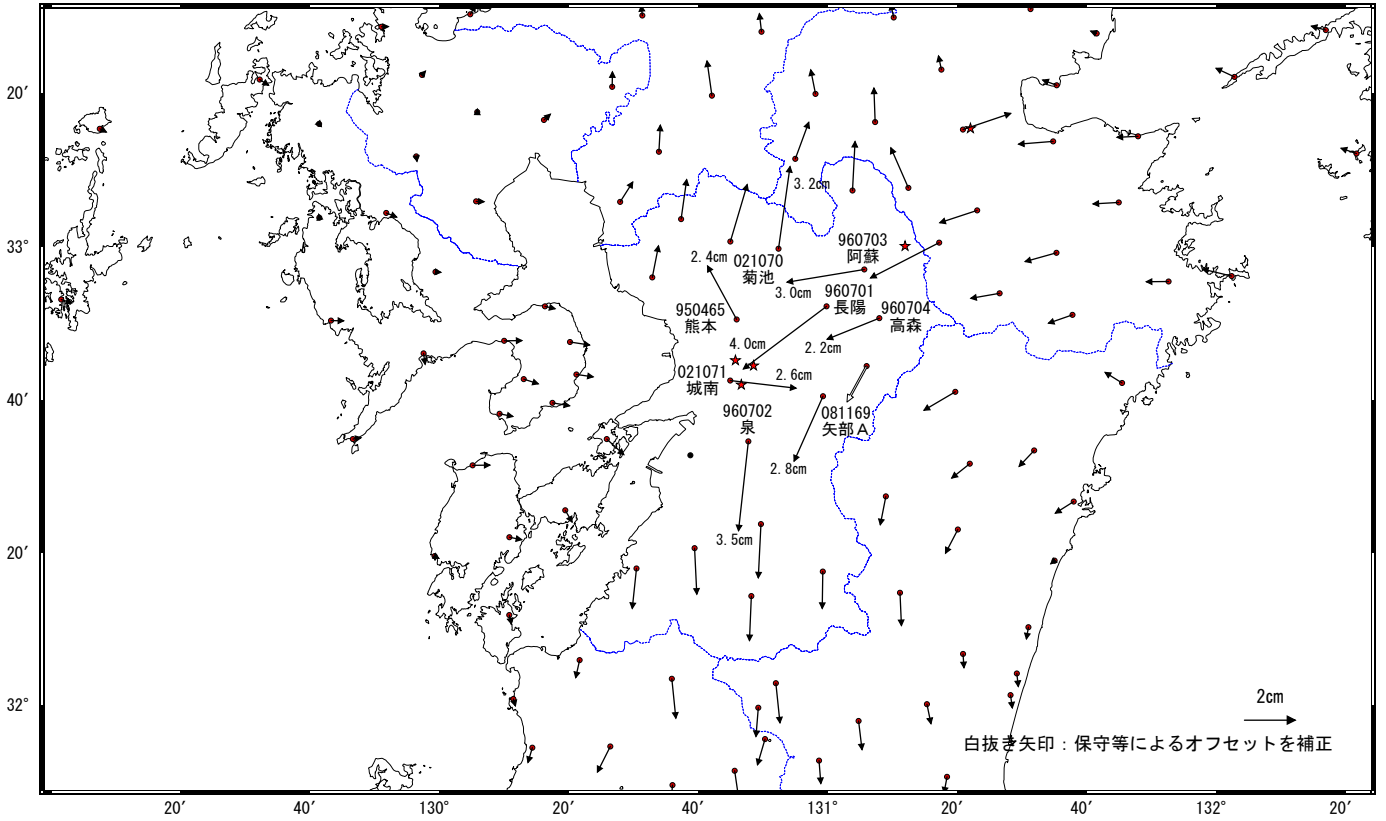 20′
33°
40′
20′
32°
3.2cm
960703
阿蘇
2.4cm
021070
菊池
3.0cm
960701
長陽
960704
高森
950465
熊本
4.0cm
2.2cm
021071
城南
2.6cm
960702
泉
081169
矢部A
2.8cm
3.5cm
2cm
白抜き矢印：保守等によるオフセットを補正
20′
40′
130°
20′
40′
131°
20′
40′
132°
20′